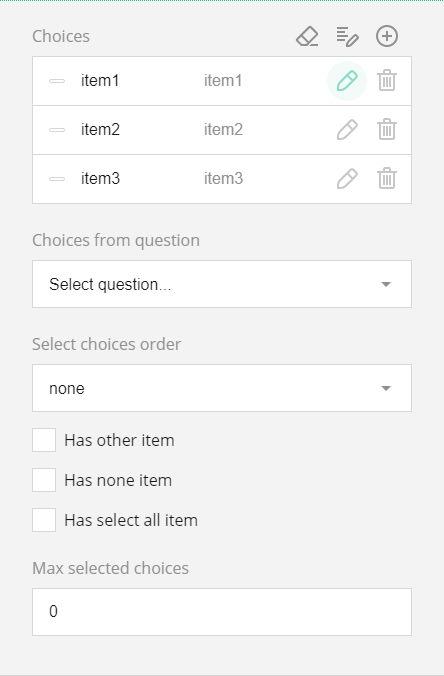 Choices
item1 item1
item2 item2
item3 item3
Choices from question
Select question...
Select choices order
none
Has other item
Has none item
Has select all item
Max selected choices
0